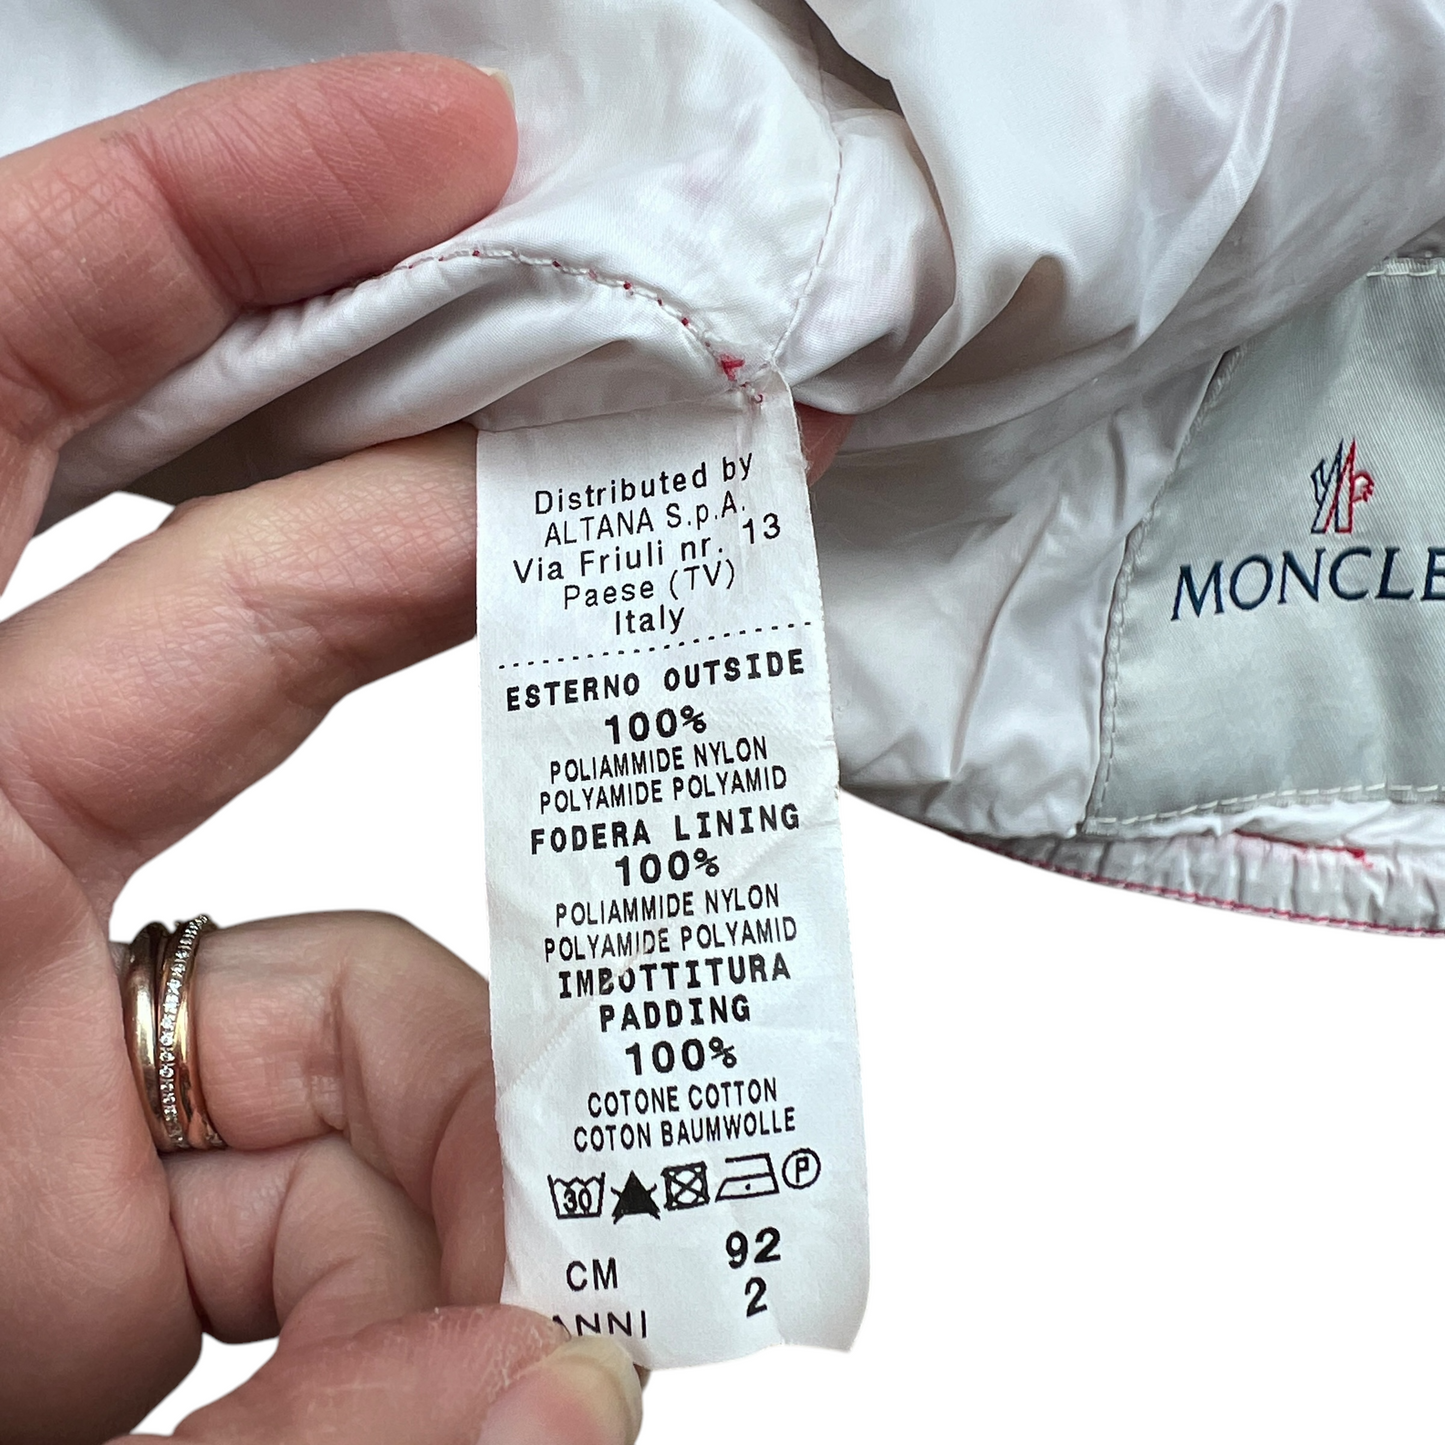 Distributed by
ALTANA S.p.A.
Via Friuli nr. 13
Paese (TV)
Italy
ESTERNO OUTSIDE
100%
POLIAMMIDE NYLON
POLYAMIDE POLYAMID
FODERA LINING
100%
POLIAMMIDE NYLON
POLYAMIDE POLYAMID
IMBOTTITURA
PADDING
100%
COTONE COTTON
COTON BAUMWOLLE
30 P
CM 92
ANNI 2
MONCLE